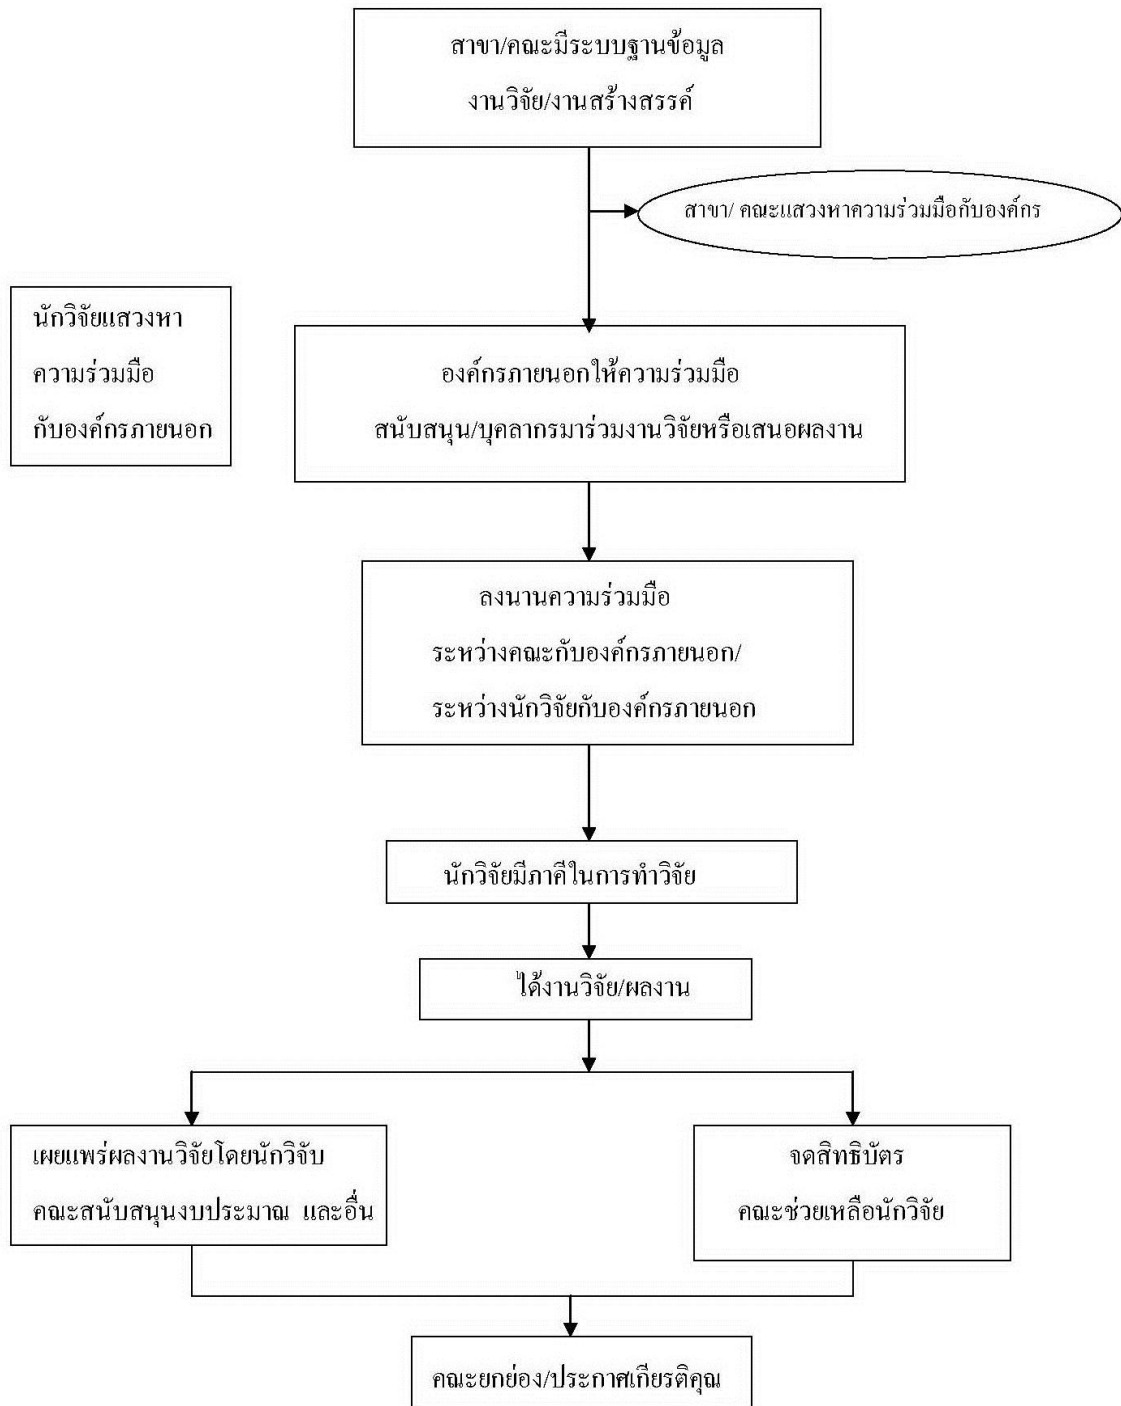 สาขา/คณะมีระบบฐานข้อมูล
งานวิจัย/งานสร้างสรรค์
สาขา/ คณะแสวงหาความร่วมมือกับองค์กร
นักวิจัยแสวงหา
ความร่วมมือ
กับองค์กรภายนอก
องค์กรภายนอกให้ความร่วมมือ
สนับสนุน/บุคลากรมาร่วมงานวิจัยหรือเสนอผลงาน
ลงนานความร่วมมือ
ระหว่างคณะกับองค์กรภายนอก/
ระหว่างนักวิจัยกับองค์กรภายนอก
นักวิจัยมีภาคีในการทำวิจัย
ได้งานวิจัย/ผลงาน
เผยแพร่ผลงานวิจัยโดยนักวิจับ
คณะสนับสนุนงบประมาณ และอื่น
จดสิทธิบัตร
คณะช่วยเหลือนักวิจัย
คณะยกย่อง/ประกาศเกียรติคุณ